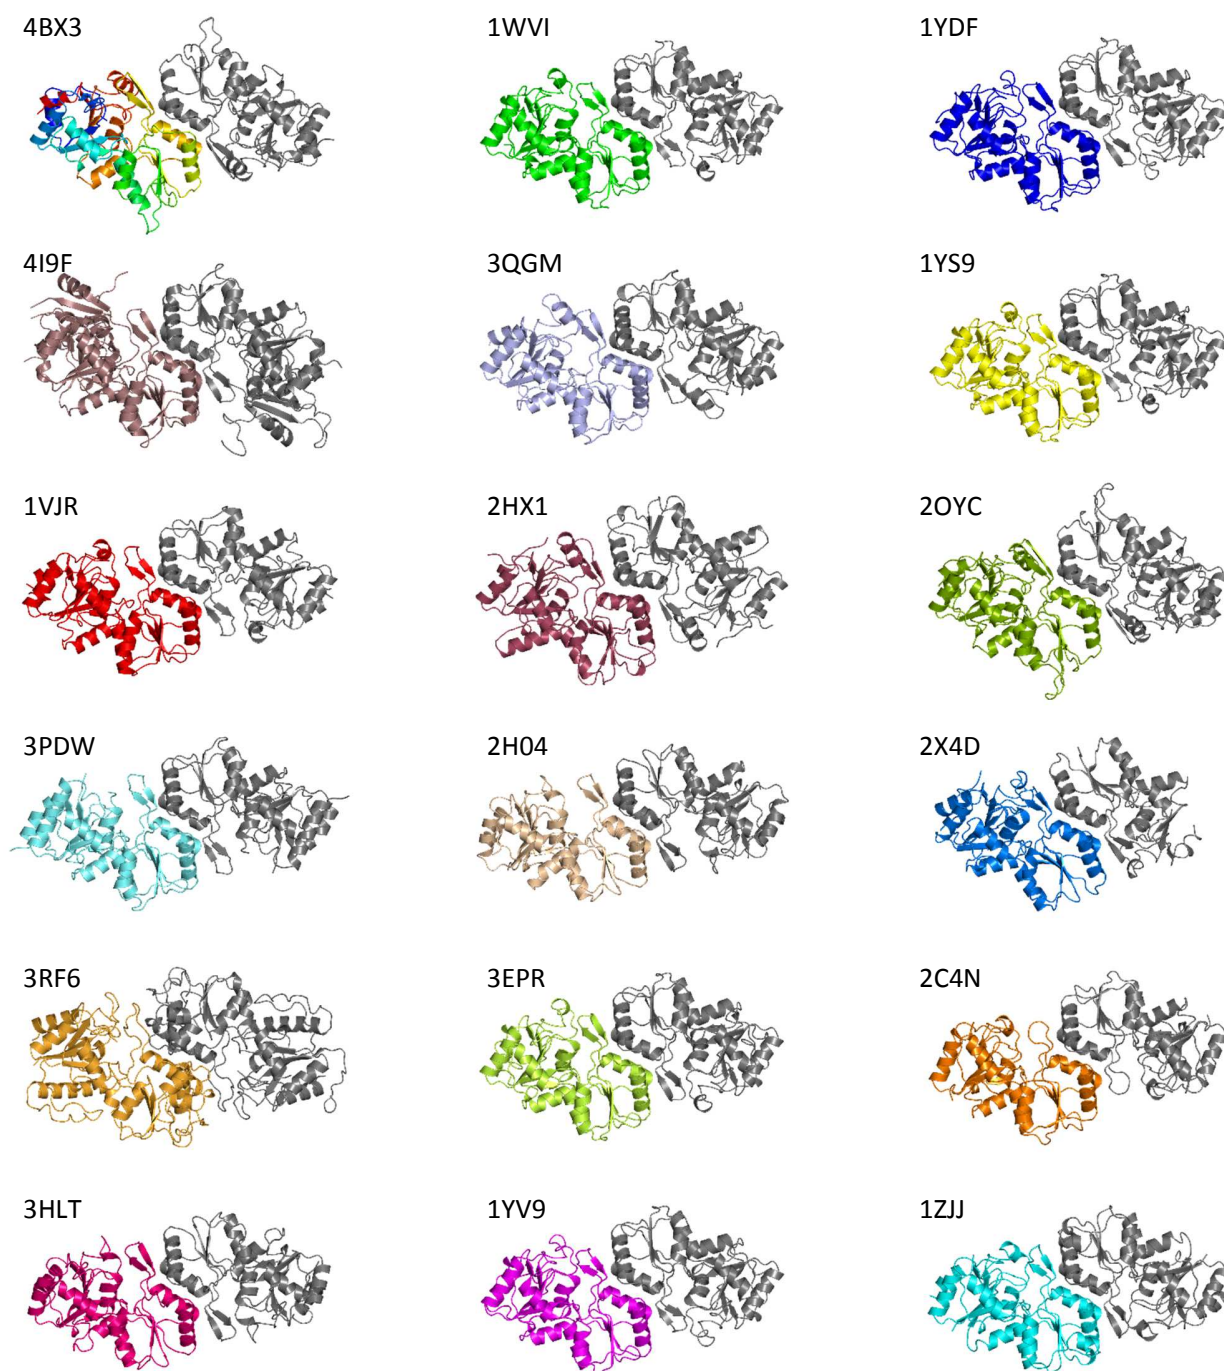 4BX3 1WVI 1YDF
4I9F 3QGM 1YS9
1VJR 2HX1 2OYC
3PDW 2H04 2X4D
3RF6 3EPR 2C4N
3HLT 1YV9 1ZJJ